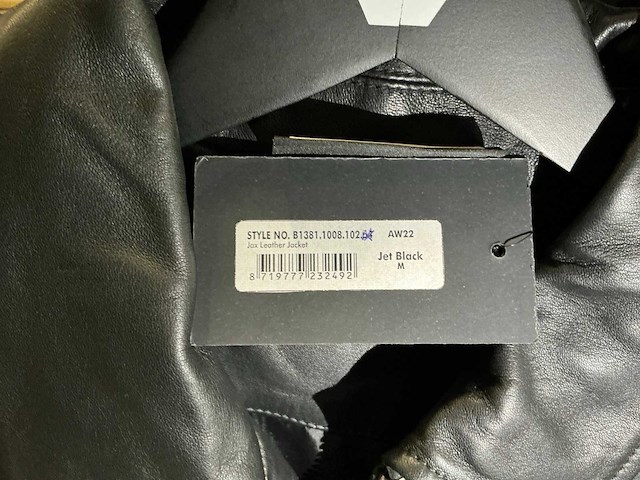 STYLE NO. B1381.1008.102 AW22
Jax Leather Jacket
Jet Black
M
8 719777 232492